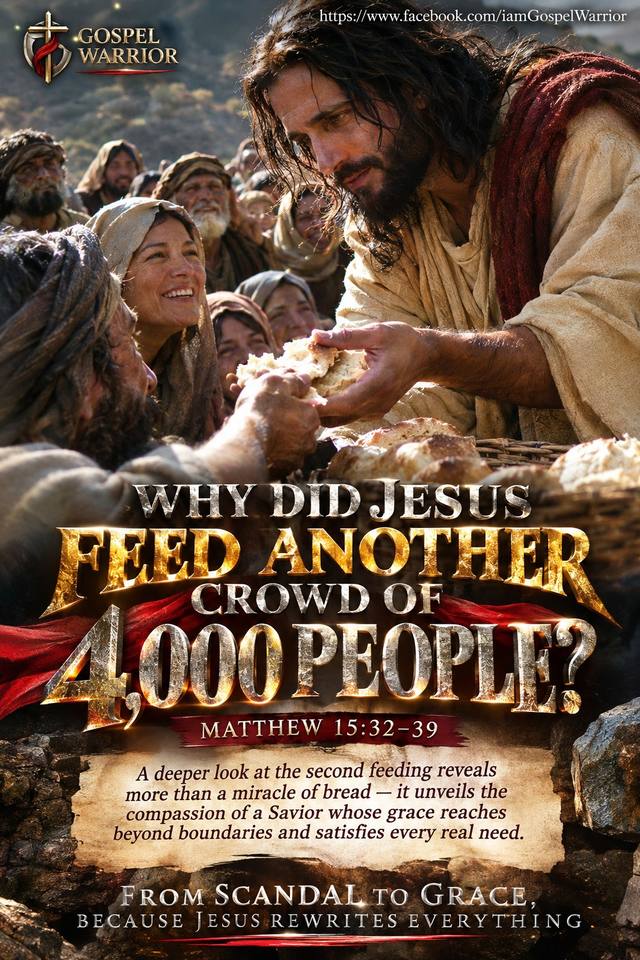 https://www.facebook.com/iamGospelWarrior
GOSPEL
WARRIOR
WHY DID JESUS
FEED ANOTHER
CROWD OF
4,000 PEOPLE?
MATTHEW 15:32–39
A deeper look at the second feeding reveals
more than a miracle of bread — it unveils the
compassion of a Savior whose grace reaches
beyond boundaries and satisfies every real need.
FROM SCANDAL TO GRACE,
BECAUSE JESUS REWRITES EVERYTHING